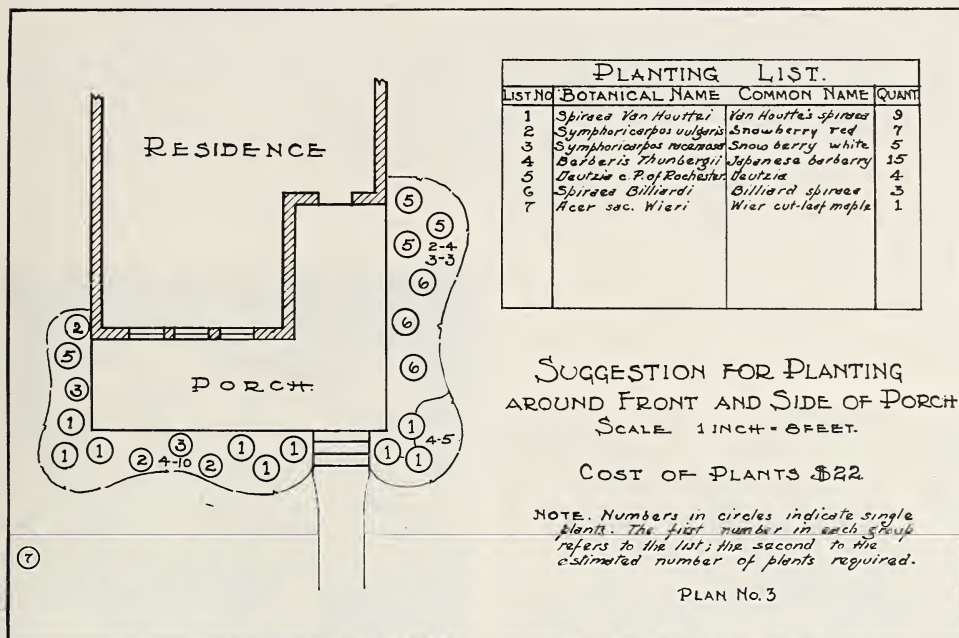 RESIDENCE
PORCH.
5
5
5
2-4
3-3
6
6
6
2
5
3
1
1
1
2
3
4-10
2
1
1
1
1
1
1
4-5
7
PLANTING LIST.
LIST NO BOTANICAL NAME COMMON NAME QUANT.
1 Spiraea Van Houttei Van Houtte's spiraea 9
2 Symphoricarpos vulgaris Snowberry red 7
3 Symphoricarpos racemosa Snow berry white 5
4 Barberis Thunbergii Japanese barberry 15
5 Deutzia c. P. of Rochester. Deutzia 4
6 Spiraea Billiardi Billiard spiraea 3
7 Acer sac. Wieri Wier cut-leaf maple 1
SUGGESTION FOR PLANTING
AROUND FRONT AND SIDE OF PORCH
SCALE 1 INCH = 8 FEET.
COST OF PLANTS $22
NOTE. Numbers in circles indicate single
plants. The first number in each group
refers to the list; the second to the
estimated number of plants required.
PLAN No. 3